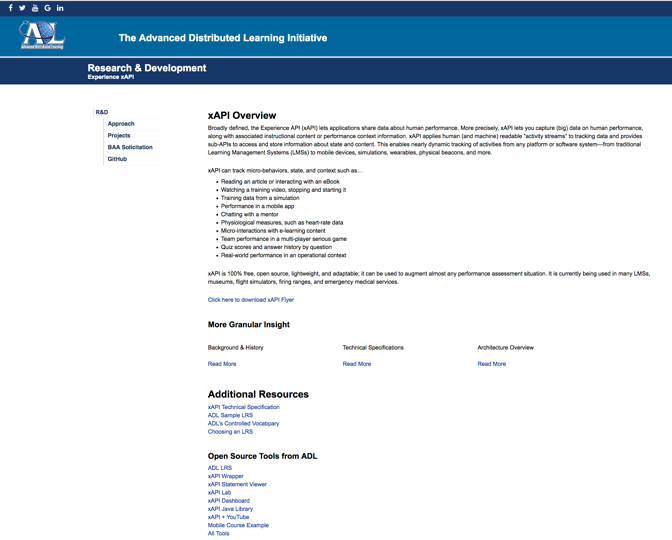 ADL
Advanced Distributed Learning
The Advanced Distributed Learning Initiative
Research & Development
Experience xAPI
R&D
Approach
Projects
BAA Solicitation
GitHub
xAPI Overview
Broadly defined, the Experience API (xAPI) lets applications share data about human performance. More precisely, xAPI lets you capture (big) data on human performance,
along with associated instructional content or performance context information. xAPI applies human (and machine) readable "activity streams" to tracking data and provides
sub-APIs to access and store information about state and content. This enables nearly dynamic tracking of activities from any platform or software system—from traditional
Learning Management Systems (LMSs) to mobile devices, simulations, wearables, physical beacons, and more.
xAPI can track micro-behaviors, state, and context such as…
• Reading an article or interacting with an eBook
• Watching a training video, stopping and starting it
• Training data from a simulation
• Performance in a mobile app
• Chatting with a mentor
• Physiological measures, such as heart-rate data
• Micro-interactions with e-learning content
• Team performance in a multi-player serious game
• Quiz scores and answer history by question
• Real-world performance in an operational context
xAPI is 100% free, open source, lightweight, and adaptable; it can be used to augment almost any performance assessment situation. It is currently being used in many LMSs,
museums, flight simulators, firing ranges, and emergency medical services.
Click here to download xAPI Flyer
More Granular Insight
Background & History Technical Specifications Architecture Overview
Read More Read More Read More
Additional Resources
xAPI Technical Specification
ADL Sample LRS
ADL's Controlled Vocabpary
Choosing an LRS
Open Source Tools from ADL
ADL LRS
xAPI Wrapper
xAPI Statement Viewer
xAPI Lab
xAPI Dashboard
xAPI Java Library
xAPI + YouTube
Mobile Course Example
All Tools